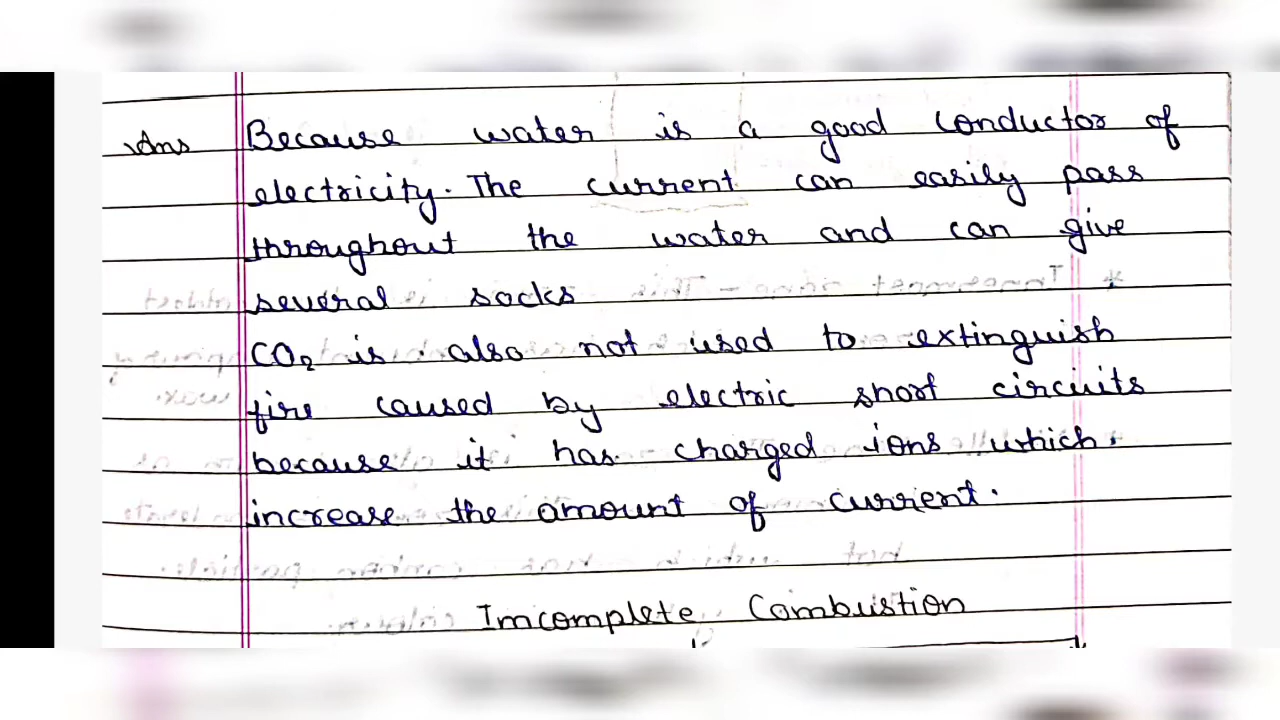 Ans Because water is a good conductor of
electricity. The current can easily pass
throughout the water and can give
several socks
CO₂ is also not used to extinguish
fire caused by electric short circuits
because it has charged ions which
increase the amount of current.
Imcomplete Combustion